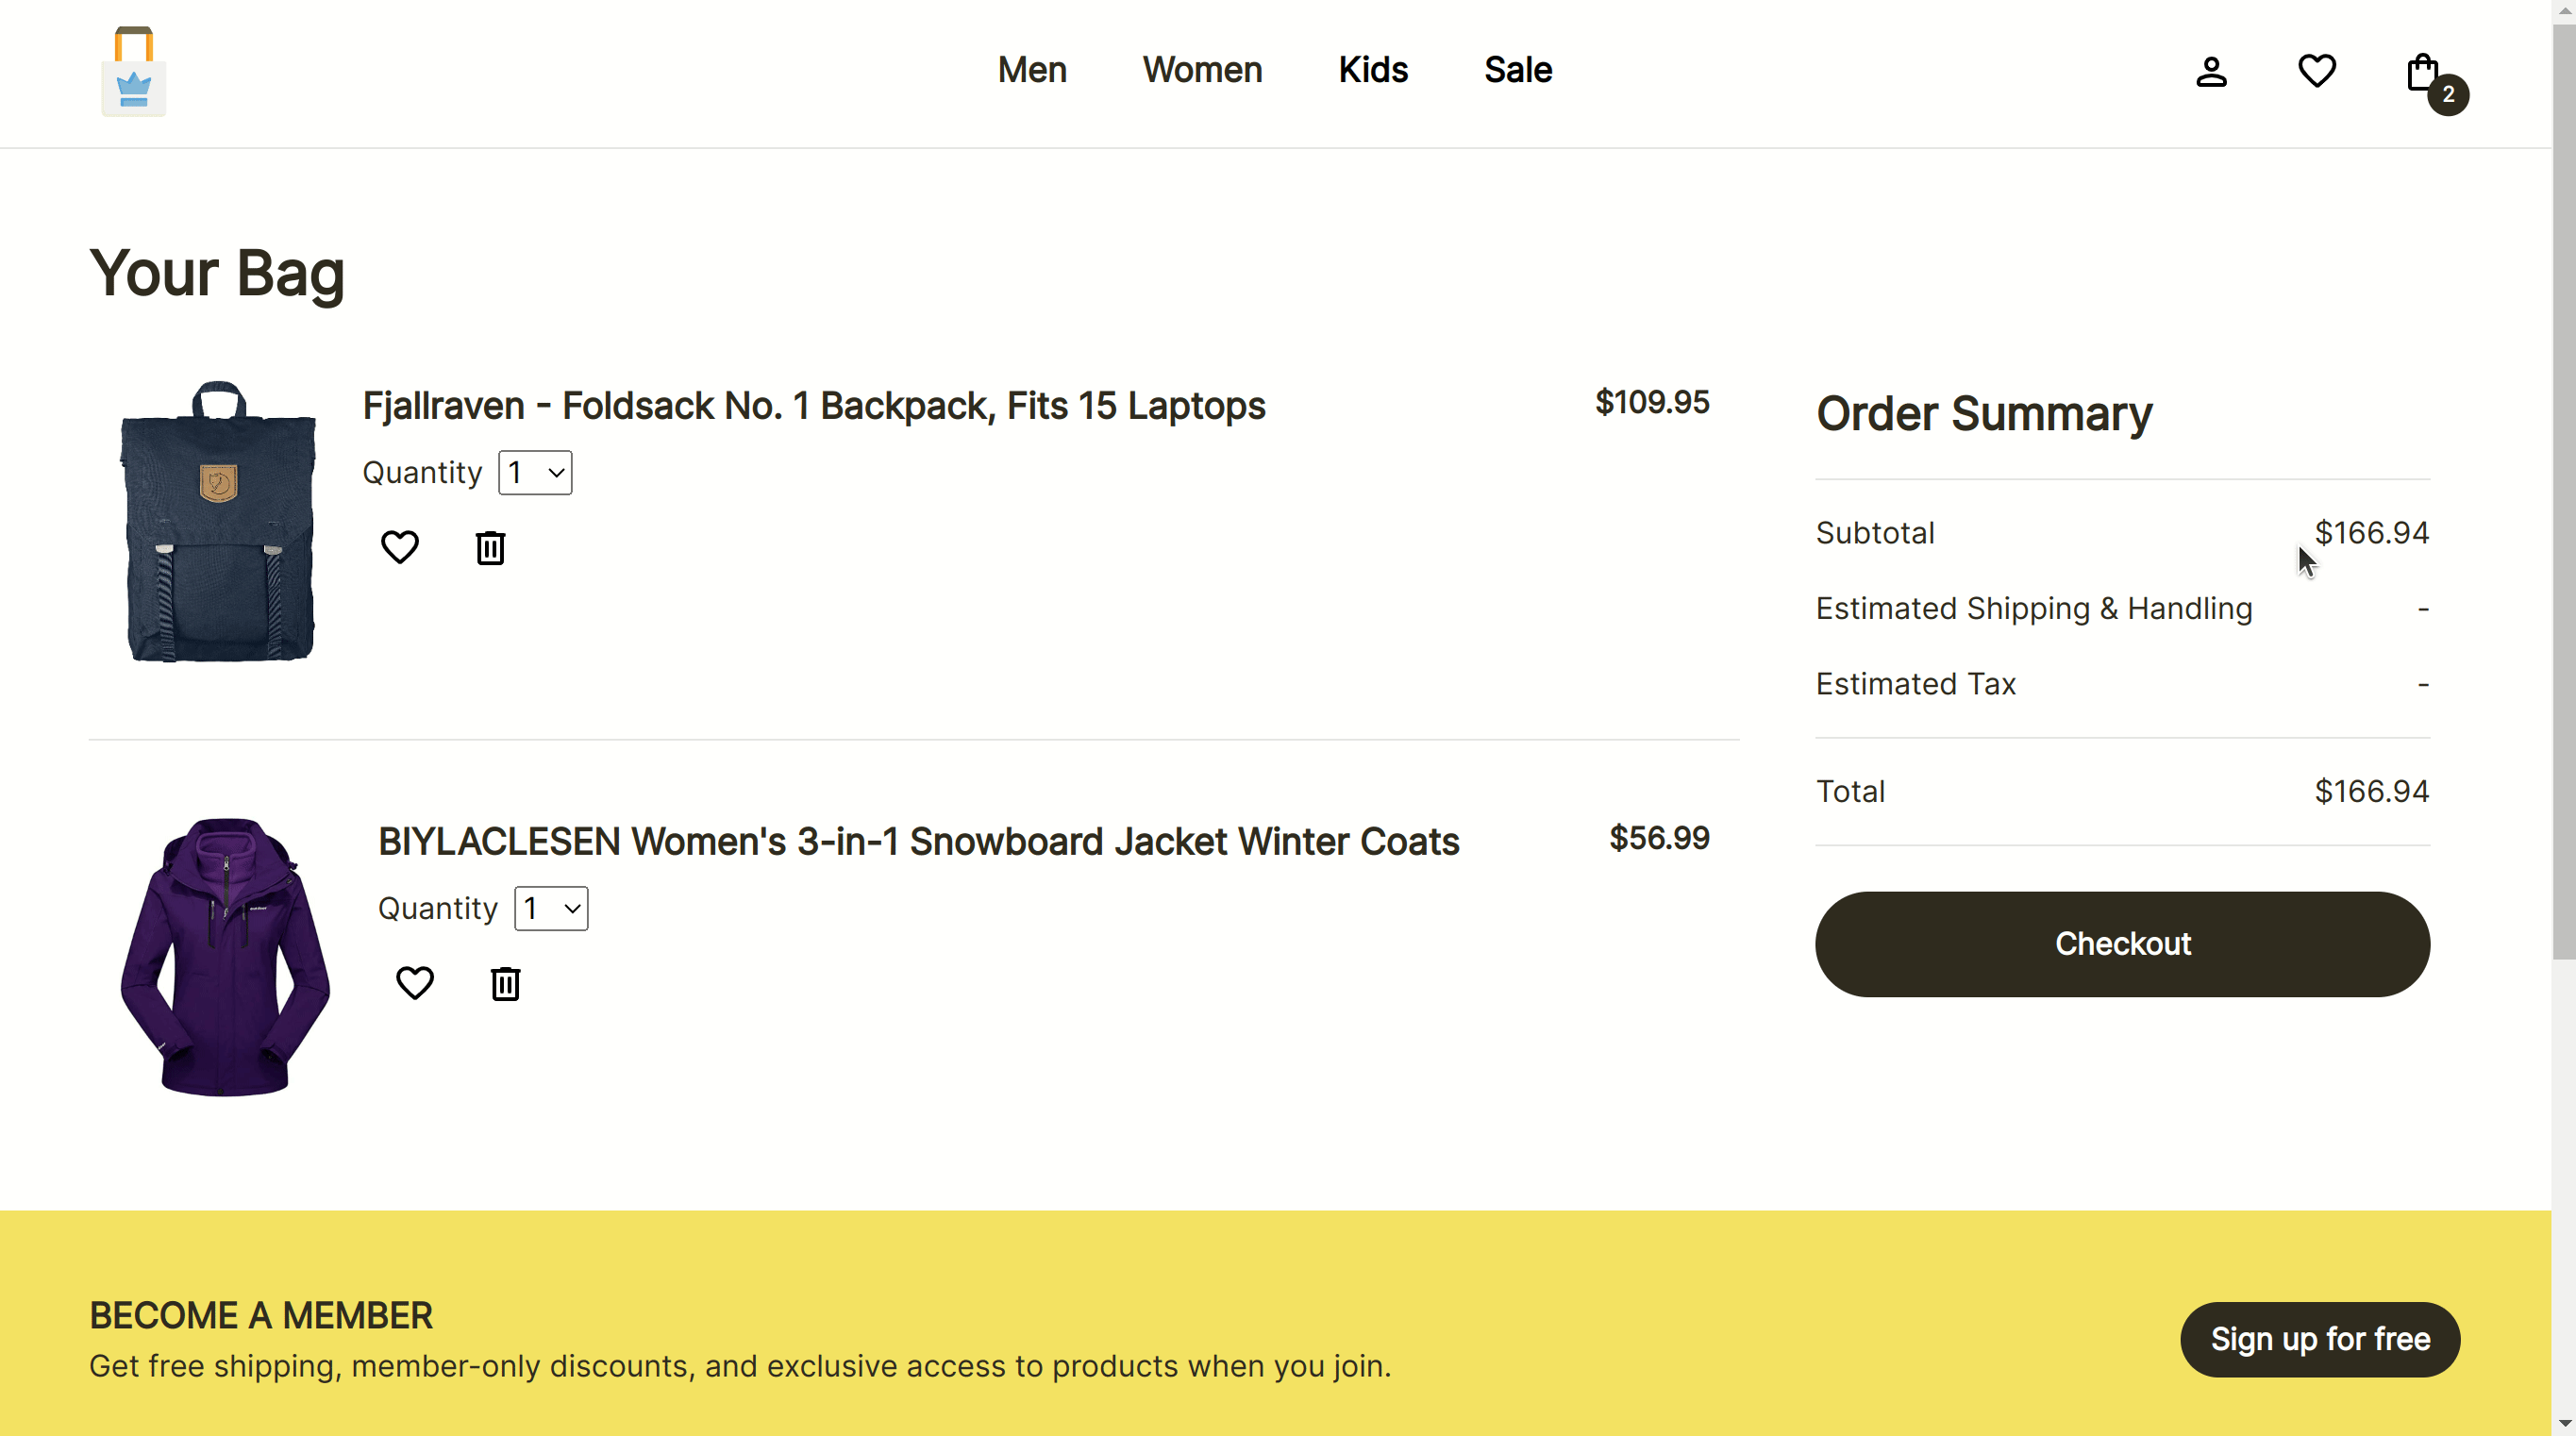 Men Women Kids Sale
2
Your Bag
Fjallraven - Foldsack No. 1 Backpack, Fits 15 Laptops $109.95
Quantity 1
BIYLACLESEN Women's 3-in-1 Snowboard Jacket Winter Coats $56.99
Quantity 1
Order Summary
Subtotal $166.94
Estimated Shipping & Handling -
Estimated Tax -
Total $166.94
Checkout
BECOME A MEMBER
Get free shipping, member-only discounts, and exclusive access to products when you join.
Sign up for free